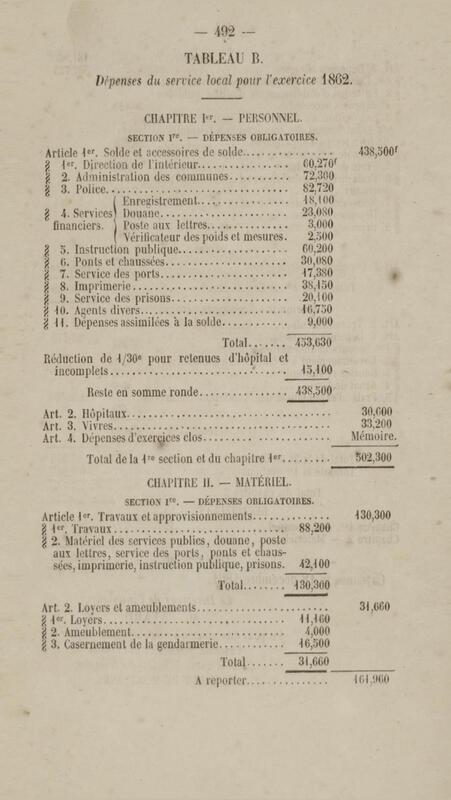 — 492 —
TABLEAU B.
Dépenses du service local pour l'exercice 1862.
CHAPITRE Ier. — PERSONNEL.
SECTION Ire. — DÉPENSES OBLIGATOIRES.
Article 1er. Solde et accessoires de solde................ 438,500f
§ 1er. Direction de l'intérieur................ 60,270f
§ 2. Administration des communes........... 72,300
§ 3. Police................................ 82,720
Enregistrement................ 18,100
§ 4. Services Douane........................ 23,080
financiers. Poste aux lettres............... 3,000
Vérificateur des poids et mesures. 2,500
§ 5. Instruction publique................... 60,200
§ 6. Ponts et chaussées..................... 30,080
§ 7. Service des ports...................... 17,380
§ 8. Imprimerie............................ 38,150
§ 9. Service des prisons.................... 20,100
§ 10. Agents divers......................... 16,750
§ 11. Dépenses assimilées à la solde........... 9,000
Total....... 453,630
Réduction de 1/30e pour retenues d'hôpital et
incomplets............................ 15,100
Reste en somme ronde............... 438,500
Art. 2. Hôpitaux.................................. 30,600
Art. 3. Vivres.................................... 33,200
Art. 4. Dépenses d'exercices clos.................... Mémoire.
Total de la 1re section et du chapitre 1er......... 502,300
CHAPITRE II. — MATÉRIEL.
SECTION Ire. — DÉPENSES OBLIGATOIRES.
Article 1er. Travaux et approvisionnements.............. 130,300
§ 1er. Travaux............................. 88,200
§ 2. Matériel des services publics, douane, poste
aux lettres, service des ports, ponts et chaus-
sées, imprimerie, instruction publique, prisons. 42,100
Total....... 130,300
Art. 2. Loyers et ameublements........................ 31,660
§ 1er. Loyers................................ 11,160
§ 2. Ameublement........................... 4,000
§ 3. Casernement de la gendarmerie............ 16,500
Total....... 31,660
A reporter............... 161,960